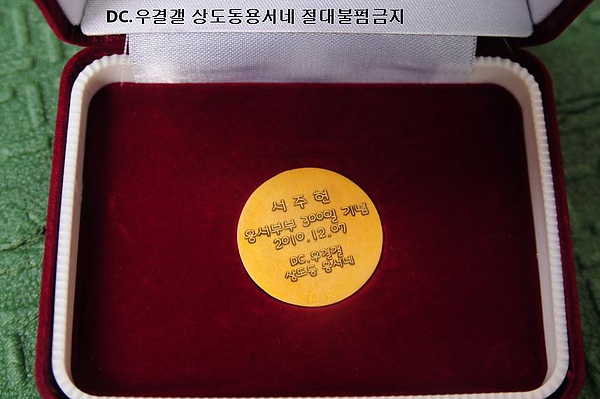 DC.우결갤 상도동용서네 절대불펌금지
서 주 현
용서부부 300일 기념
2010.12.07
DC.우결갤
상도동 용서네